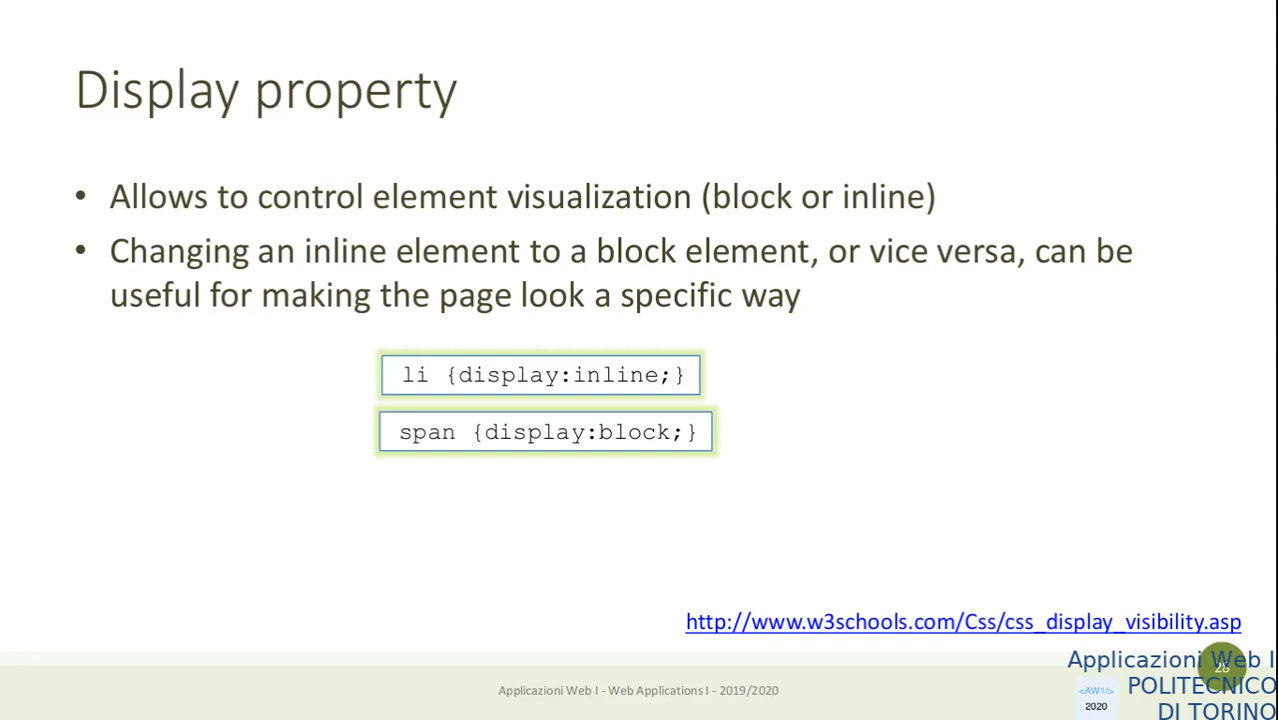 Display property
• Allows to control element visualization (block or inline)
• Changing an inline element to a block element, or vice versa, can be
useful for making the page look a specific way
li {display:inline;}
span {display:block;}
http://www.w3schools.com/Css/css_display_visibility.asp
Applicazioni Web I - Web Applications I - 2019/2020
Applicazioni Web I
POLITECNICO
DI TORINO
<AW1/>
2020